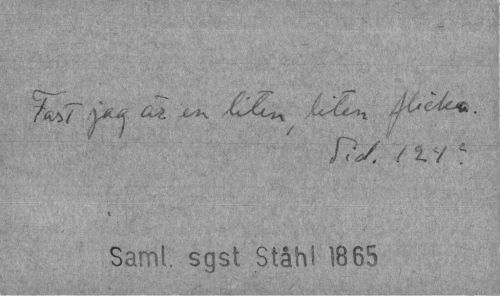 Fast jag är en liten, liten flicka.
Sid. 124
Saml. sgst Ståhl 1865